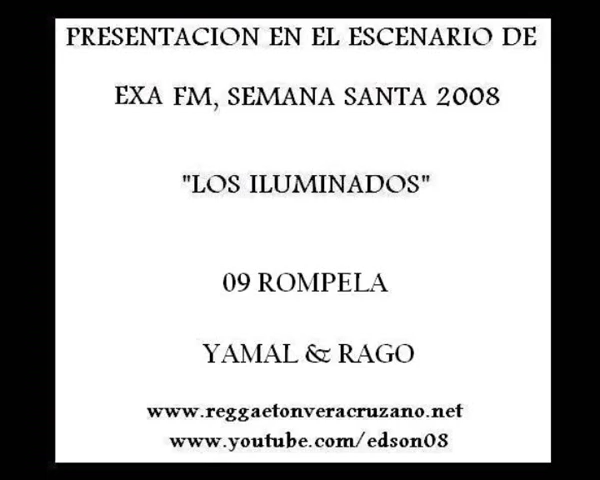 PRESENTACION EN EL ESCENARIO DE
EXA FM, SEMANA SANTA 2008
"LOS ILUMINADOS"
09 ROMPELA
YAMAL & RAGO
www.reggaetonveracruzano.net
www.youtube.com/edson08